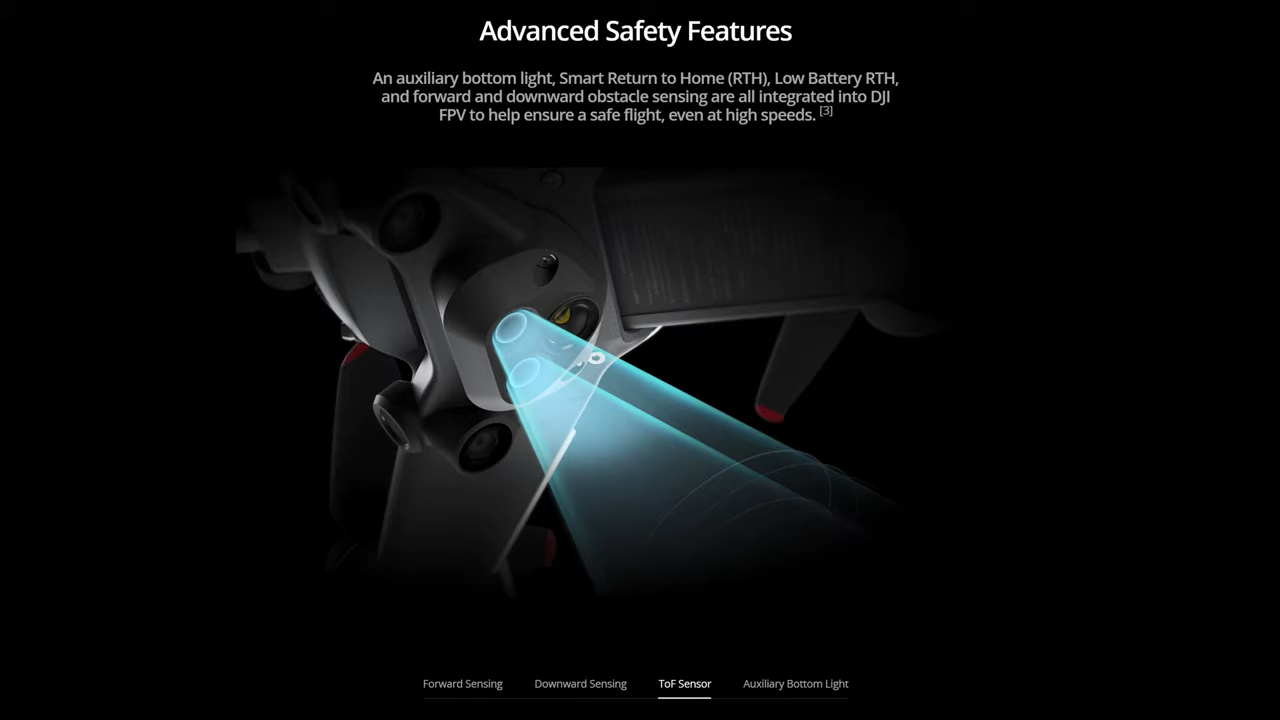 Advanced Safety Features
An auxiliary bottom light, Smart Return to Home (RTH), Low Battery RTH,
and forward and downward obstacle sensing are all integrated into DJI
FPV to help ensure a safe flight, even at high speeds. [3]
Forward Sensing
Downward Sensing
ToF Sensor
Auxiliary Bottom Light